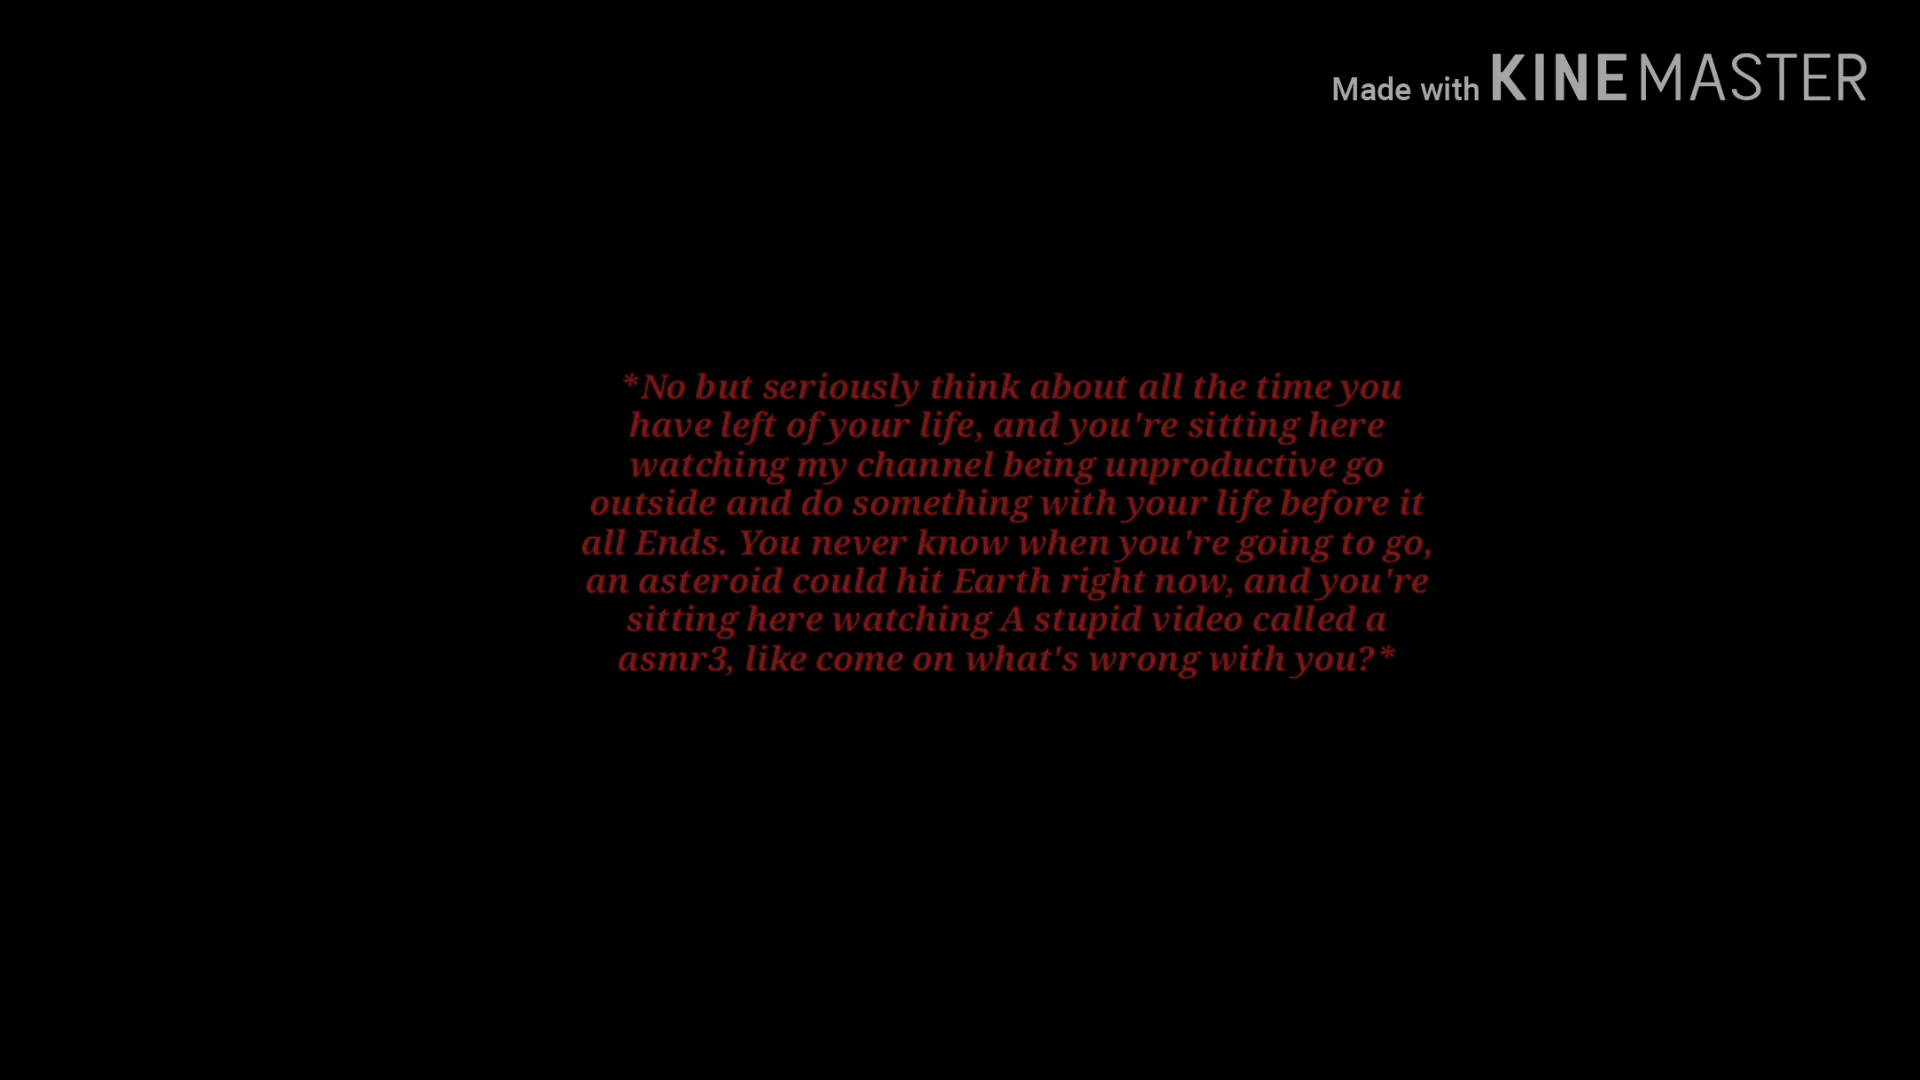 Made with KINEMASTER
*No but seriously think about all the time you
have left of your life, and you're sitting here
watching my channel being unproductive go
outside and do something with your life before it
all Ends. You never know when you're going to go,
an asteroid could hit Earth right now, and you're
sitting here watching A stupid video called a
asmr3, like come on what's wrong with you?*